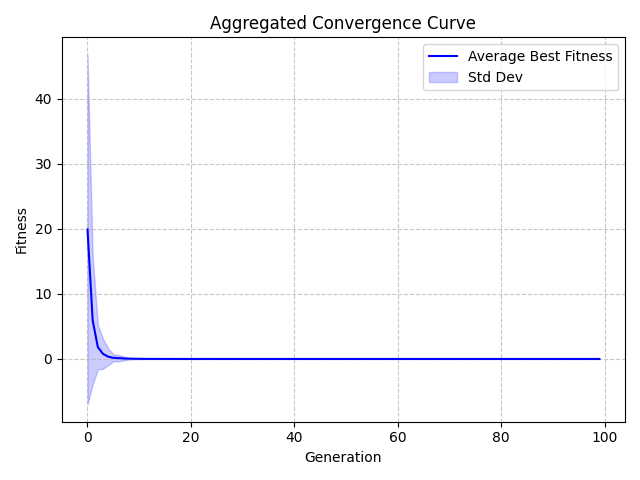 Aggregated Convergence Curve
Average Best Fitness
Std Dev
Fitness
40
30
20
10
0
0
20
40
60
80
100
Generation